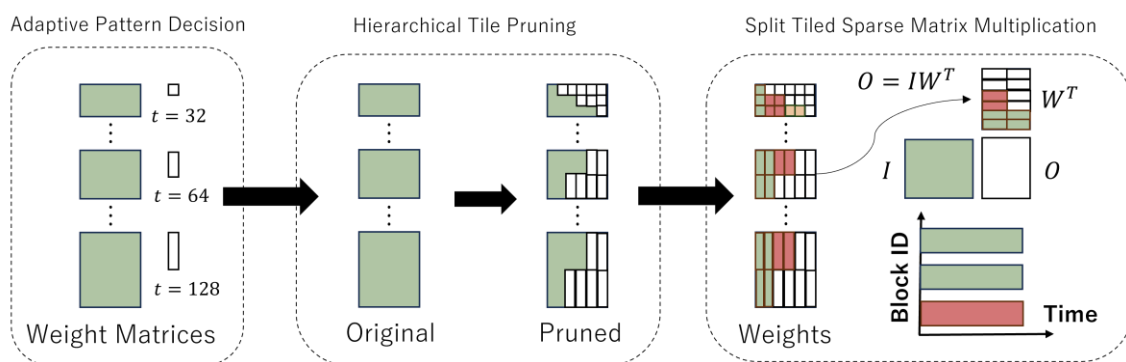 Adaptive Pattern Decision
Hierarchical Tile Pruning
Split Tiled Sparse Matrix Multiplication
t = 32
⋮
t = 64
⋮
t = 128
Weight Matrices
⋮
⋮
Original
⋮
⋮
Pruned
⋮
⋮
Weights
O = IW^T
W^T
I
O
Block ID
Time